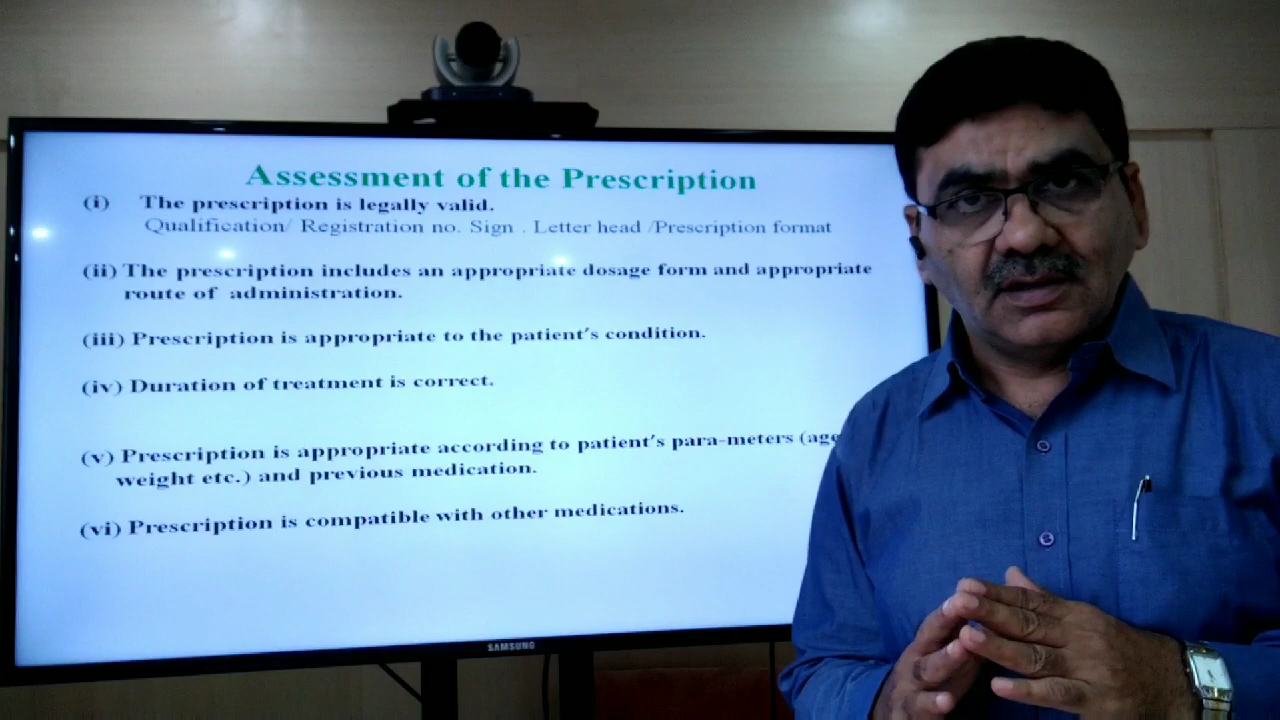 Assessment of the Prescription
(i) The prescription is legally valid.
Qualification/ Registration no. Sign . Letter head /Prescription format
(ii) The prescription includes an appropriate dosage form and appropriate
route of administration.
(iii) Prescription is appropriate to the patient's condition.
(iv) Duration of treatment is correct.
(v) Prescription is appropriate according to patient's para-meters (age
weight etc.) and previous medication.
(vi) Prescription is compatible with other medications.
SAMSUNG